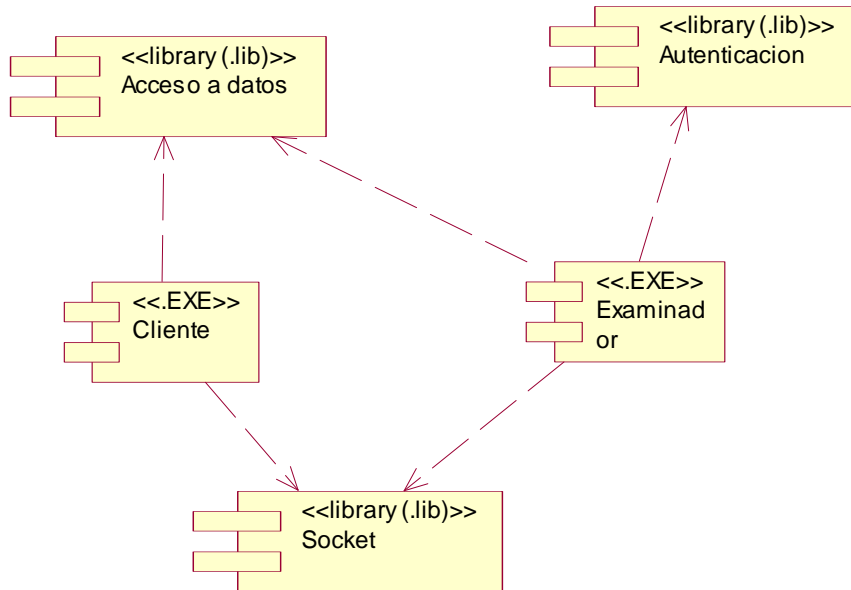 <<library (.lib)>>
Acceso a datos
<<library (.lib)>>
Autenticacion
<<.EXE>>
Cliente
<<.EXE>>
Examinad
or
<<library (.lib)>>
Socket